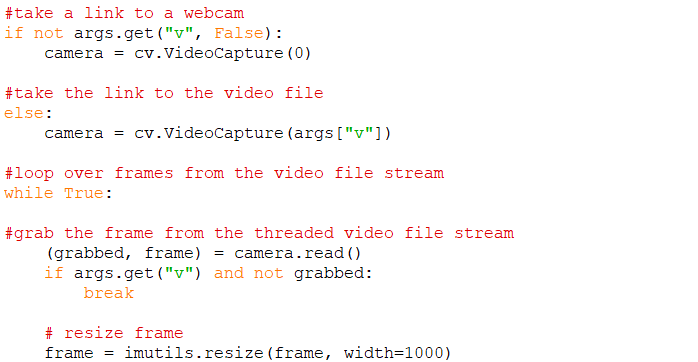 #take a link to a webcam
if not args.get("v", False):
    camera = cv.VideoCapture(0)

#take the link to the video file
else:
    camera = cv.VideoCapture(args["v"])

#loop over frames from the video file stream
while True:

#grab the frame from the threaded video file stream
    (grabbed, frame) = camera.read()
    if args.get("v") and not grabbed:
        break

    # resize frame
    frame = imutils.resize(frame, width=1000)